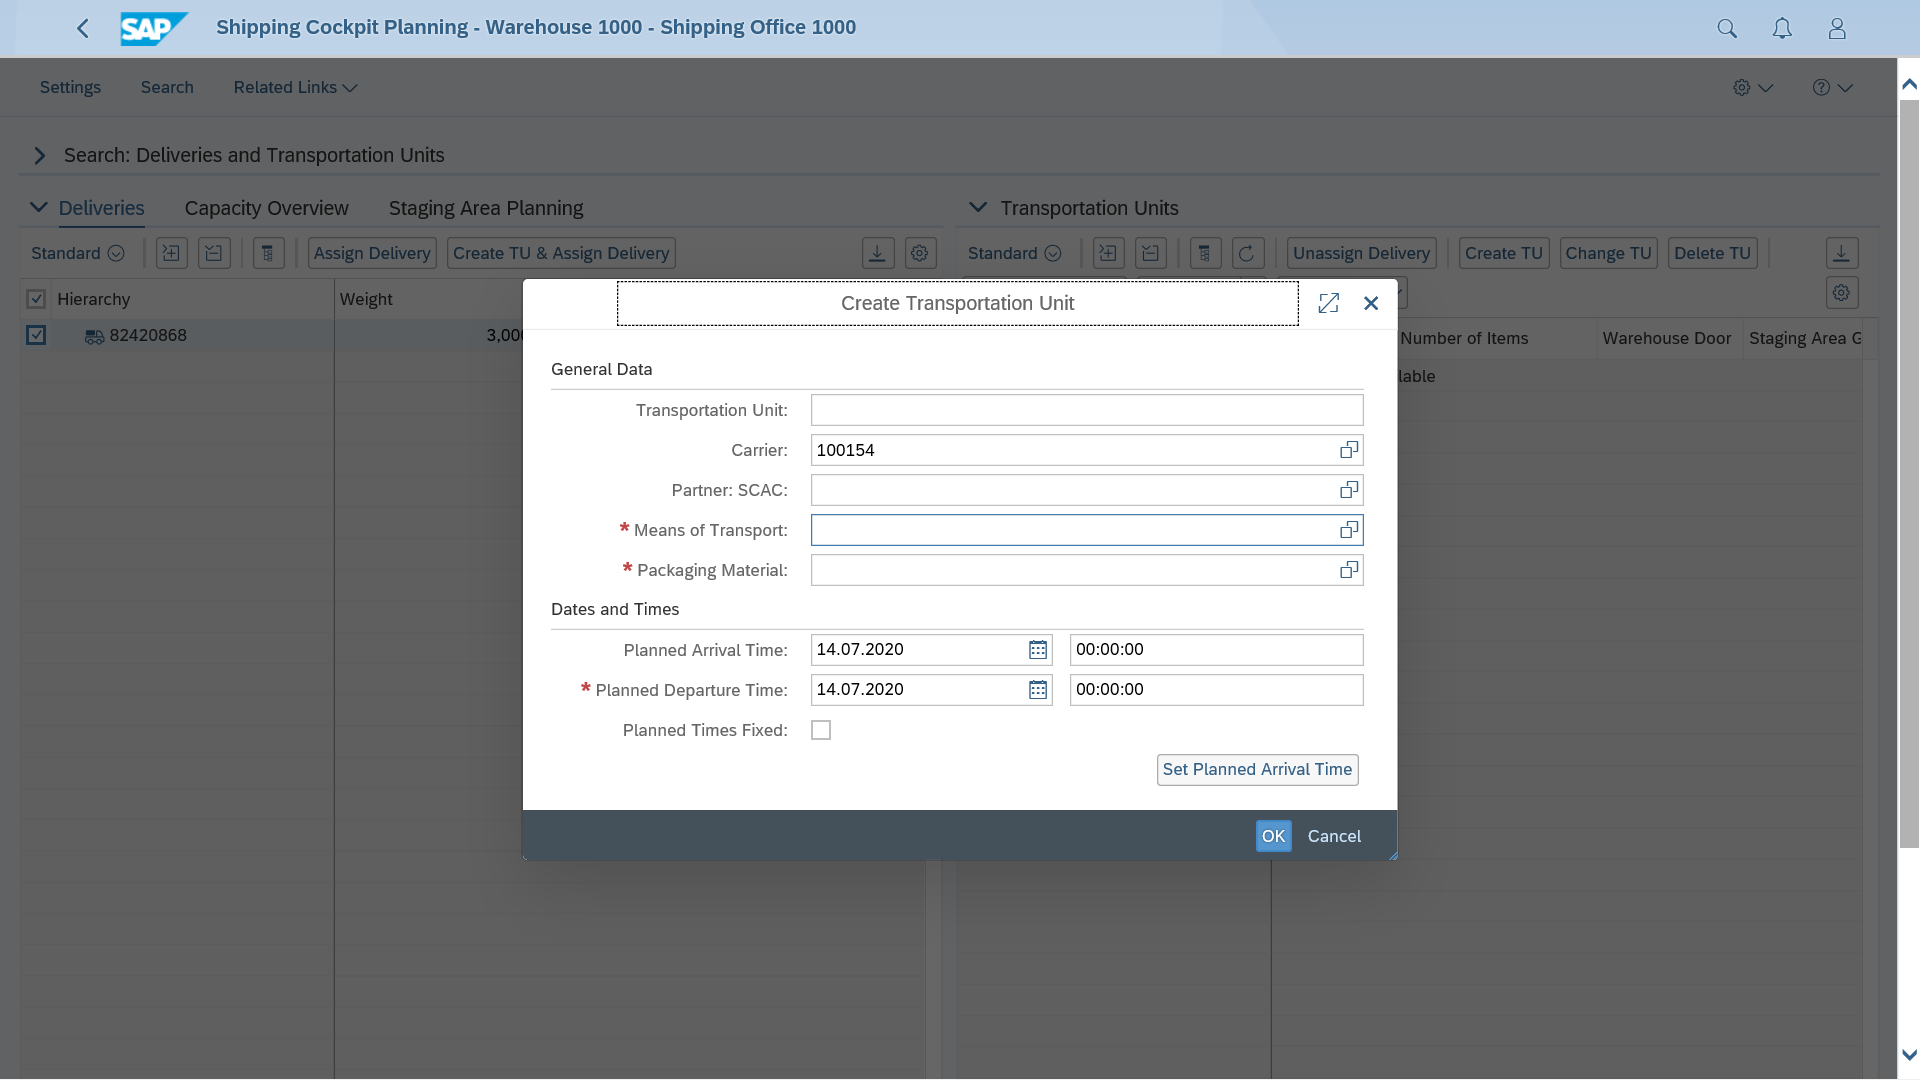 SAP Shipping Cockpit Planning - Warehouse 1000 - Shipping Office 1000
Settings Search Related Links
Search: Deliveries and Transportation Units
Deliveries Capacity Overview Staging Area Planning
Transportation Units
Standard Assign Delivery Create TU & Assign Delivery
Standard Unassign Delivery Create TU Change TU Delete TU
Hierarchy Weight
82420868 3,000
Number of Items Warehouse Door Staging Area G
lable
Create Transportation Unit
General Data
Transportation Unit:
Carrier: 100154
Partner: SCAC:
* Means of Transport:
* Packaging Material:
Dates and Times
Planned Arrival Time: 14.07.2020 00:00:00
* Planned Departure Time: 14.07.2020 00:00:00
Planned Times Fixed:
Set Planned Arrival Time
OK Cancel